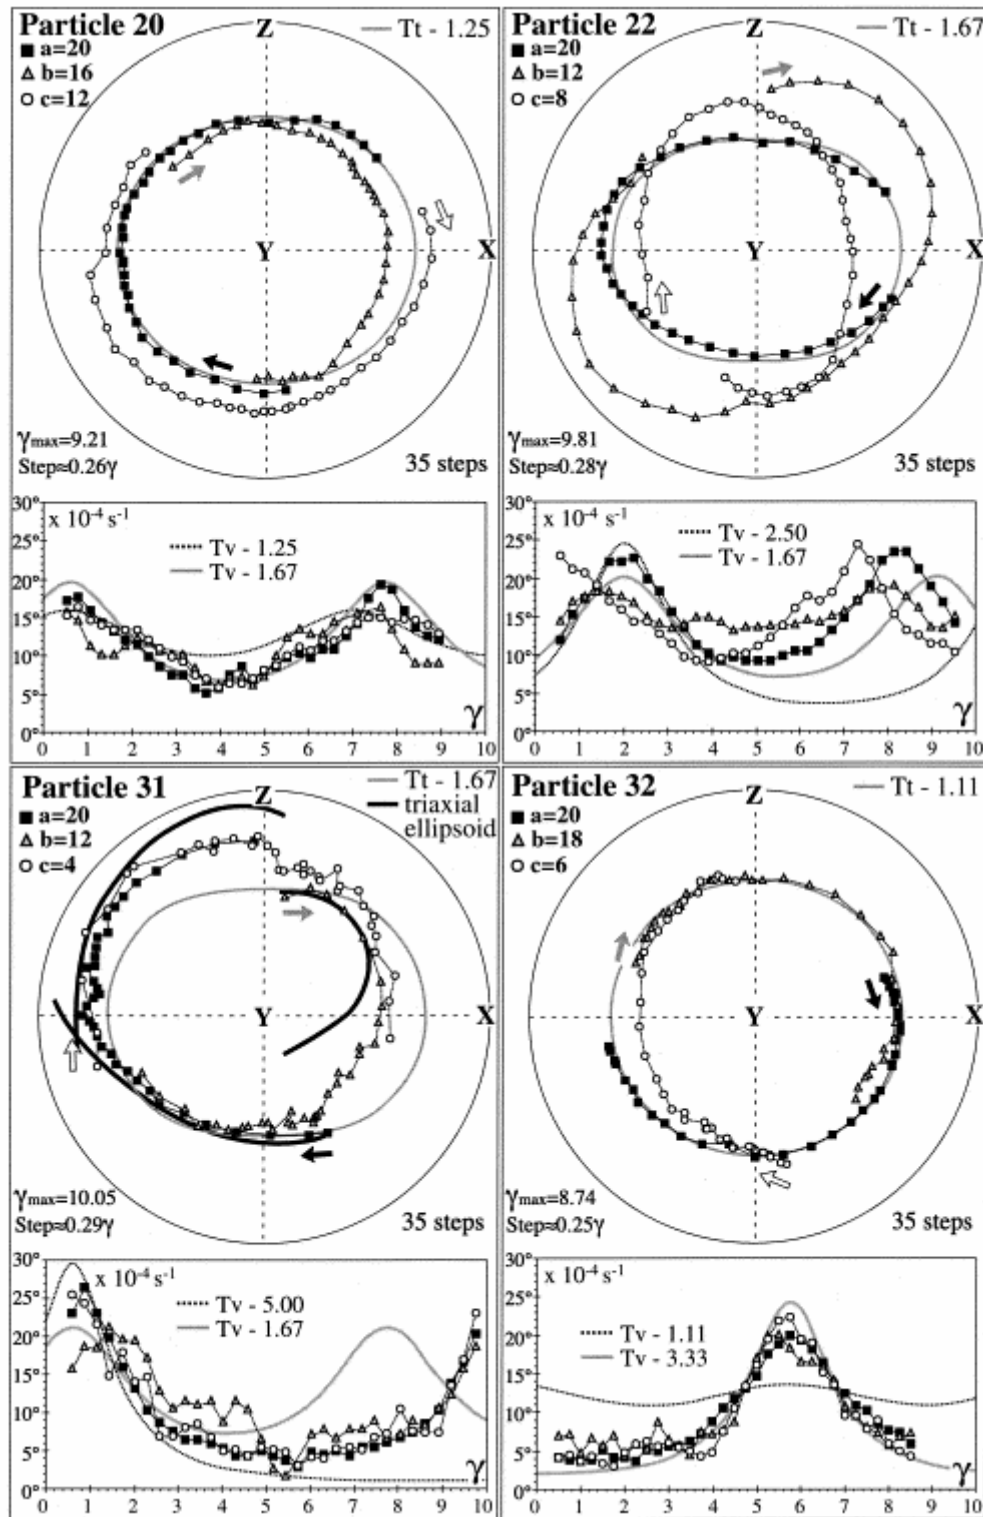 Particle 20
Z
Tt - 1.25
■ a=20
△ b=16
○ c=12
Y
X
γmax=9.21
Step≈0.26γ
35 steps
Particle 22
Z
Tt - 1.67
■ a=20
△ b=12
○ c=8
Y
X
γmax=9.81
Step≈0.28γ
35 steps
30°
25°
20°
15°
10°
5°
0°
x 10⁻⁴ s⁻¹
Tv - 1.25
Tv - 1.67
γ
0 1 2 3 4 5 6 7 8 9 10
30°
25°
20°
15°
10°
5°
0°
x 10⁻⁴ s⁻¹
Tv - 2.50
Tv - 1.67
γ
0 1 2 3 4 5 6 7 8 9 10
Particle 31
Z
Tt - 1.67
triaxial
ellipsoid
■ a=20
△ b=12
○ c=4
Y
X
γmax=10.05
Step≈0.29γ
35 steps
Particle 32
Z
Tt - 1.11
■ a=20
△ b=18
○ c=6
Y
X
γmax=8.74
Step≈0.25γ
35 steps
30°
25°
20°
15°
10°
5°
0°
x 10⁻⁴ s⁻¹
Tv - 5.00
Tv - 1.67
γ
0 1 2 3 4 5 6 7 8 9 10
30°
25°
20°
15°
10°
5°
0°
x 10⁻⁴ s⁻¹
Tv - 1.11
Tv - 3.33
γ
0 1 2 3 4 5 6 7 8 9 10